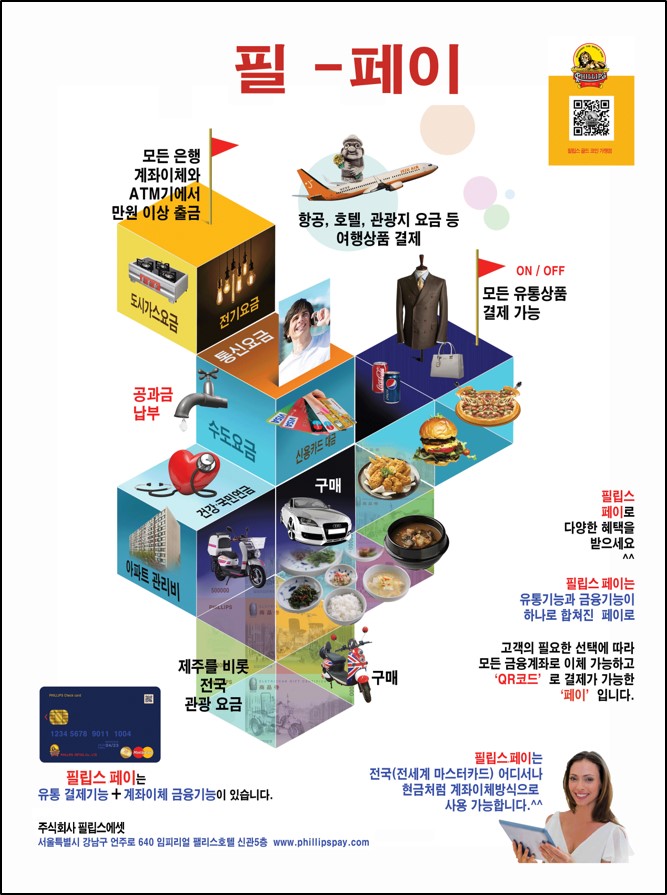 필 -페이
PHILLIPS
필립스 골드 코인 이벤트
모든 은행
계좌이체와
ATM기에서
만원 이상 출금
항공, 호텔, 관광지 요금 등
여행상품 결제
ON / OFF
모든 유통상품
결제 가능
도시가스요금
전기요금
통신요금
공과금
납부
수도요금
신용카드 대금
건강·국민연금
구매
아파트 관리비
필립스
페이로
다양한 혜택을
받으세요
^^
필립스 페이는
유통기능과 금융기능이
하나로 합쳐진 페이로
고객의 필요한 선택에 따라
모든 금융계좌로 이체 가능하고
‘QR코드’ 로 결제가 가능한
‘페이’ 입니다.
제주를 비롯
전국
관광 요금
구매
PHILLIPS Check card
1234 5678 9011 1004
MasterCard
필립스 페이는
유통 결제기능 + 계좌이체 금융기능이 있습니다.
필립스 페이는
전국(전세계 마스터카드) 어디서나
현금처럼 계좌이체방식으로
사용 가능합니다.^^
주식회사 필립스에셋
서울특별시 강남구 언주로 640 임피리얼 팰리스호텔 신관5층 www.phillipspay.com